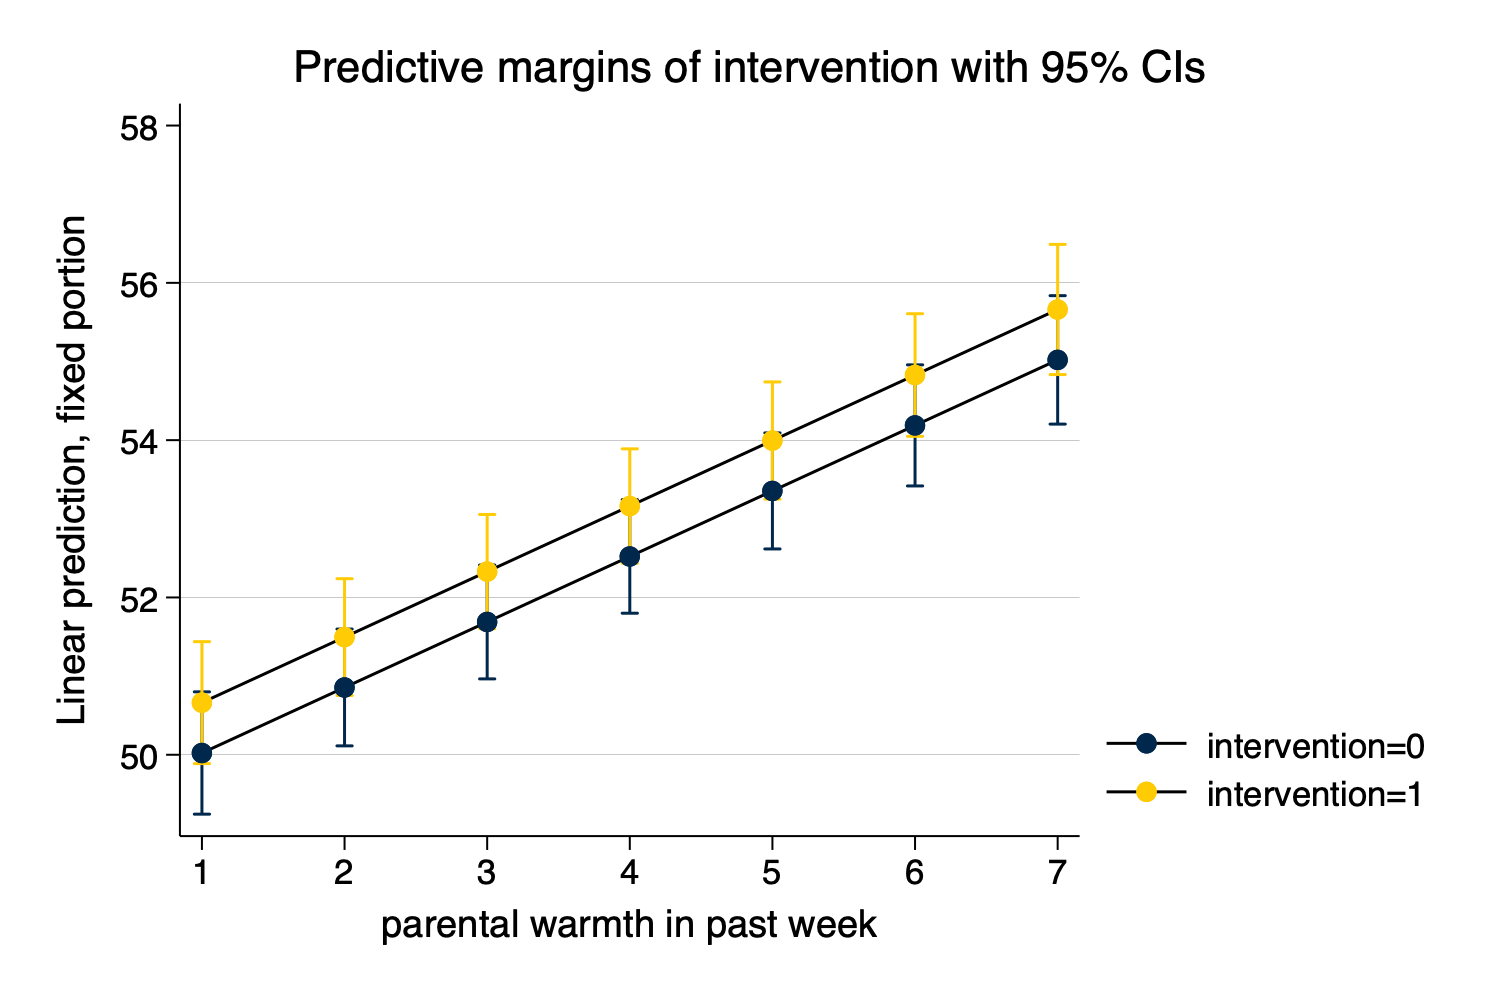 Predictive margins of intervention with 95% CIs
Linear prediction, fixed portion
58
56
54
52
50
1 2 3 4 5 6 7
parental warmth in past week
intervention=0
intervention=1